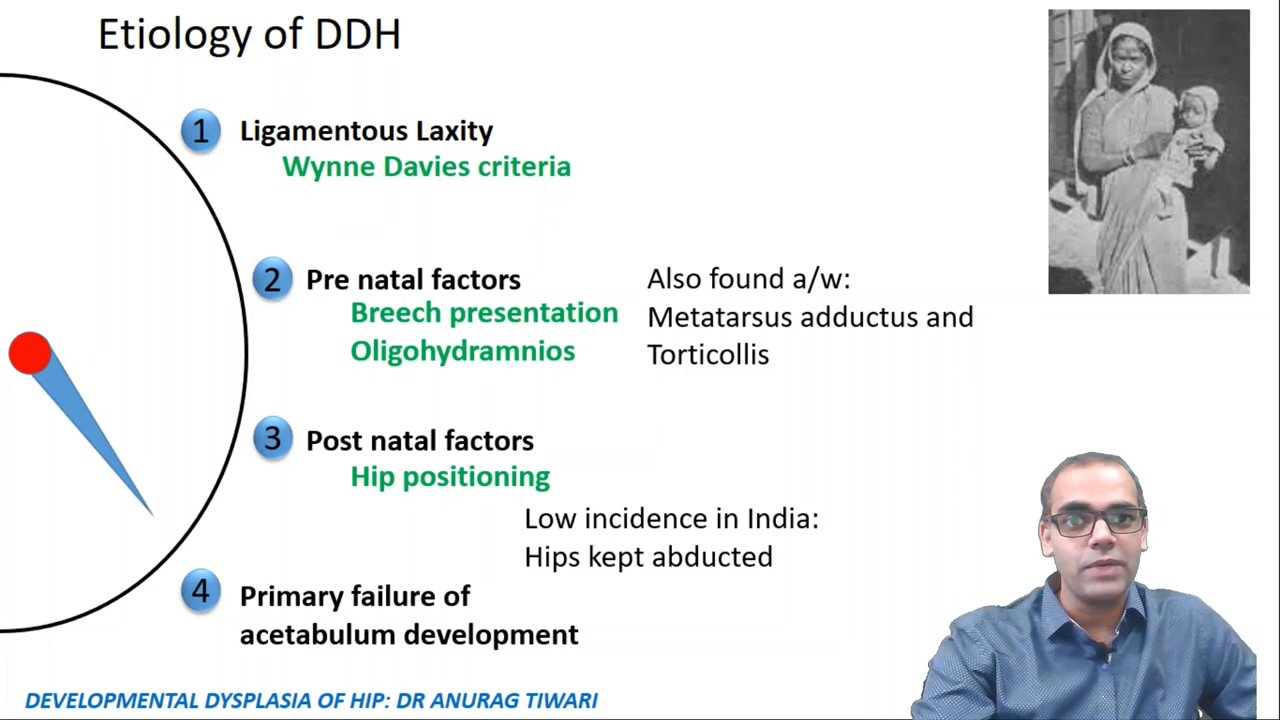 Etiology of DDH
1 Ligamentous Laxity
Wynne Davies criteria
2 Pre natal factors
Breech presentation
Oligohydramnios
Also found a/w:
Metatarsus adductus and
Torticollis
3 Post natal factors
Hip positioning
Low incidence in India:
Hips kept abducted
4 Primary failure of
acetabulum development
DEVELOPMENTAL DYSPLASIA OF HIP: DR ANURAG TIWARI